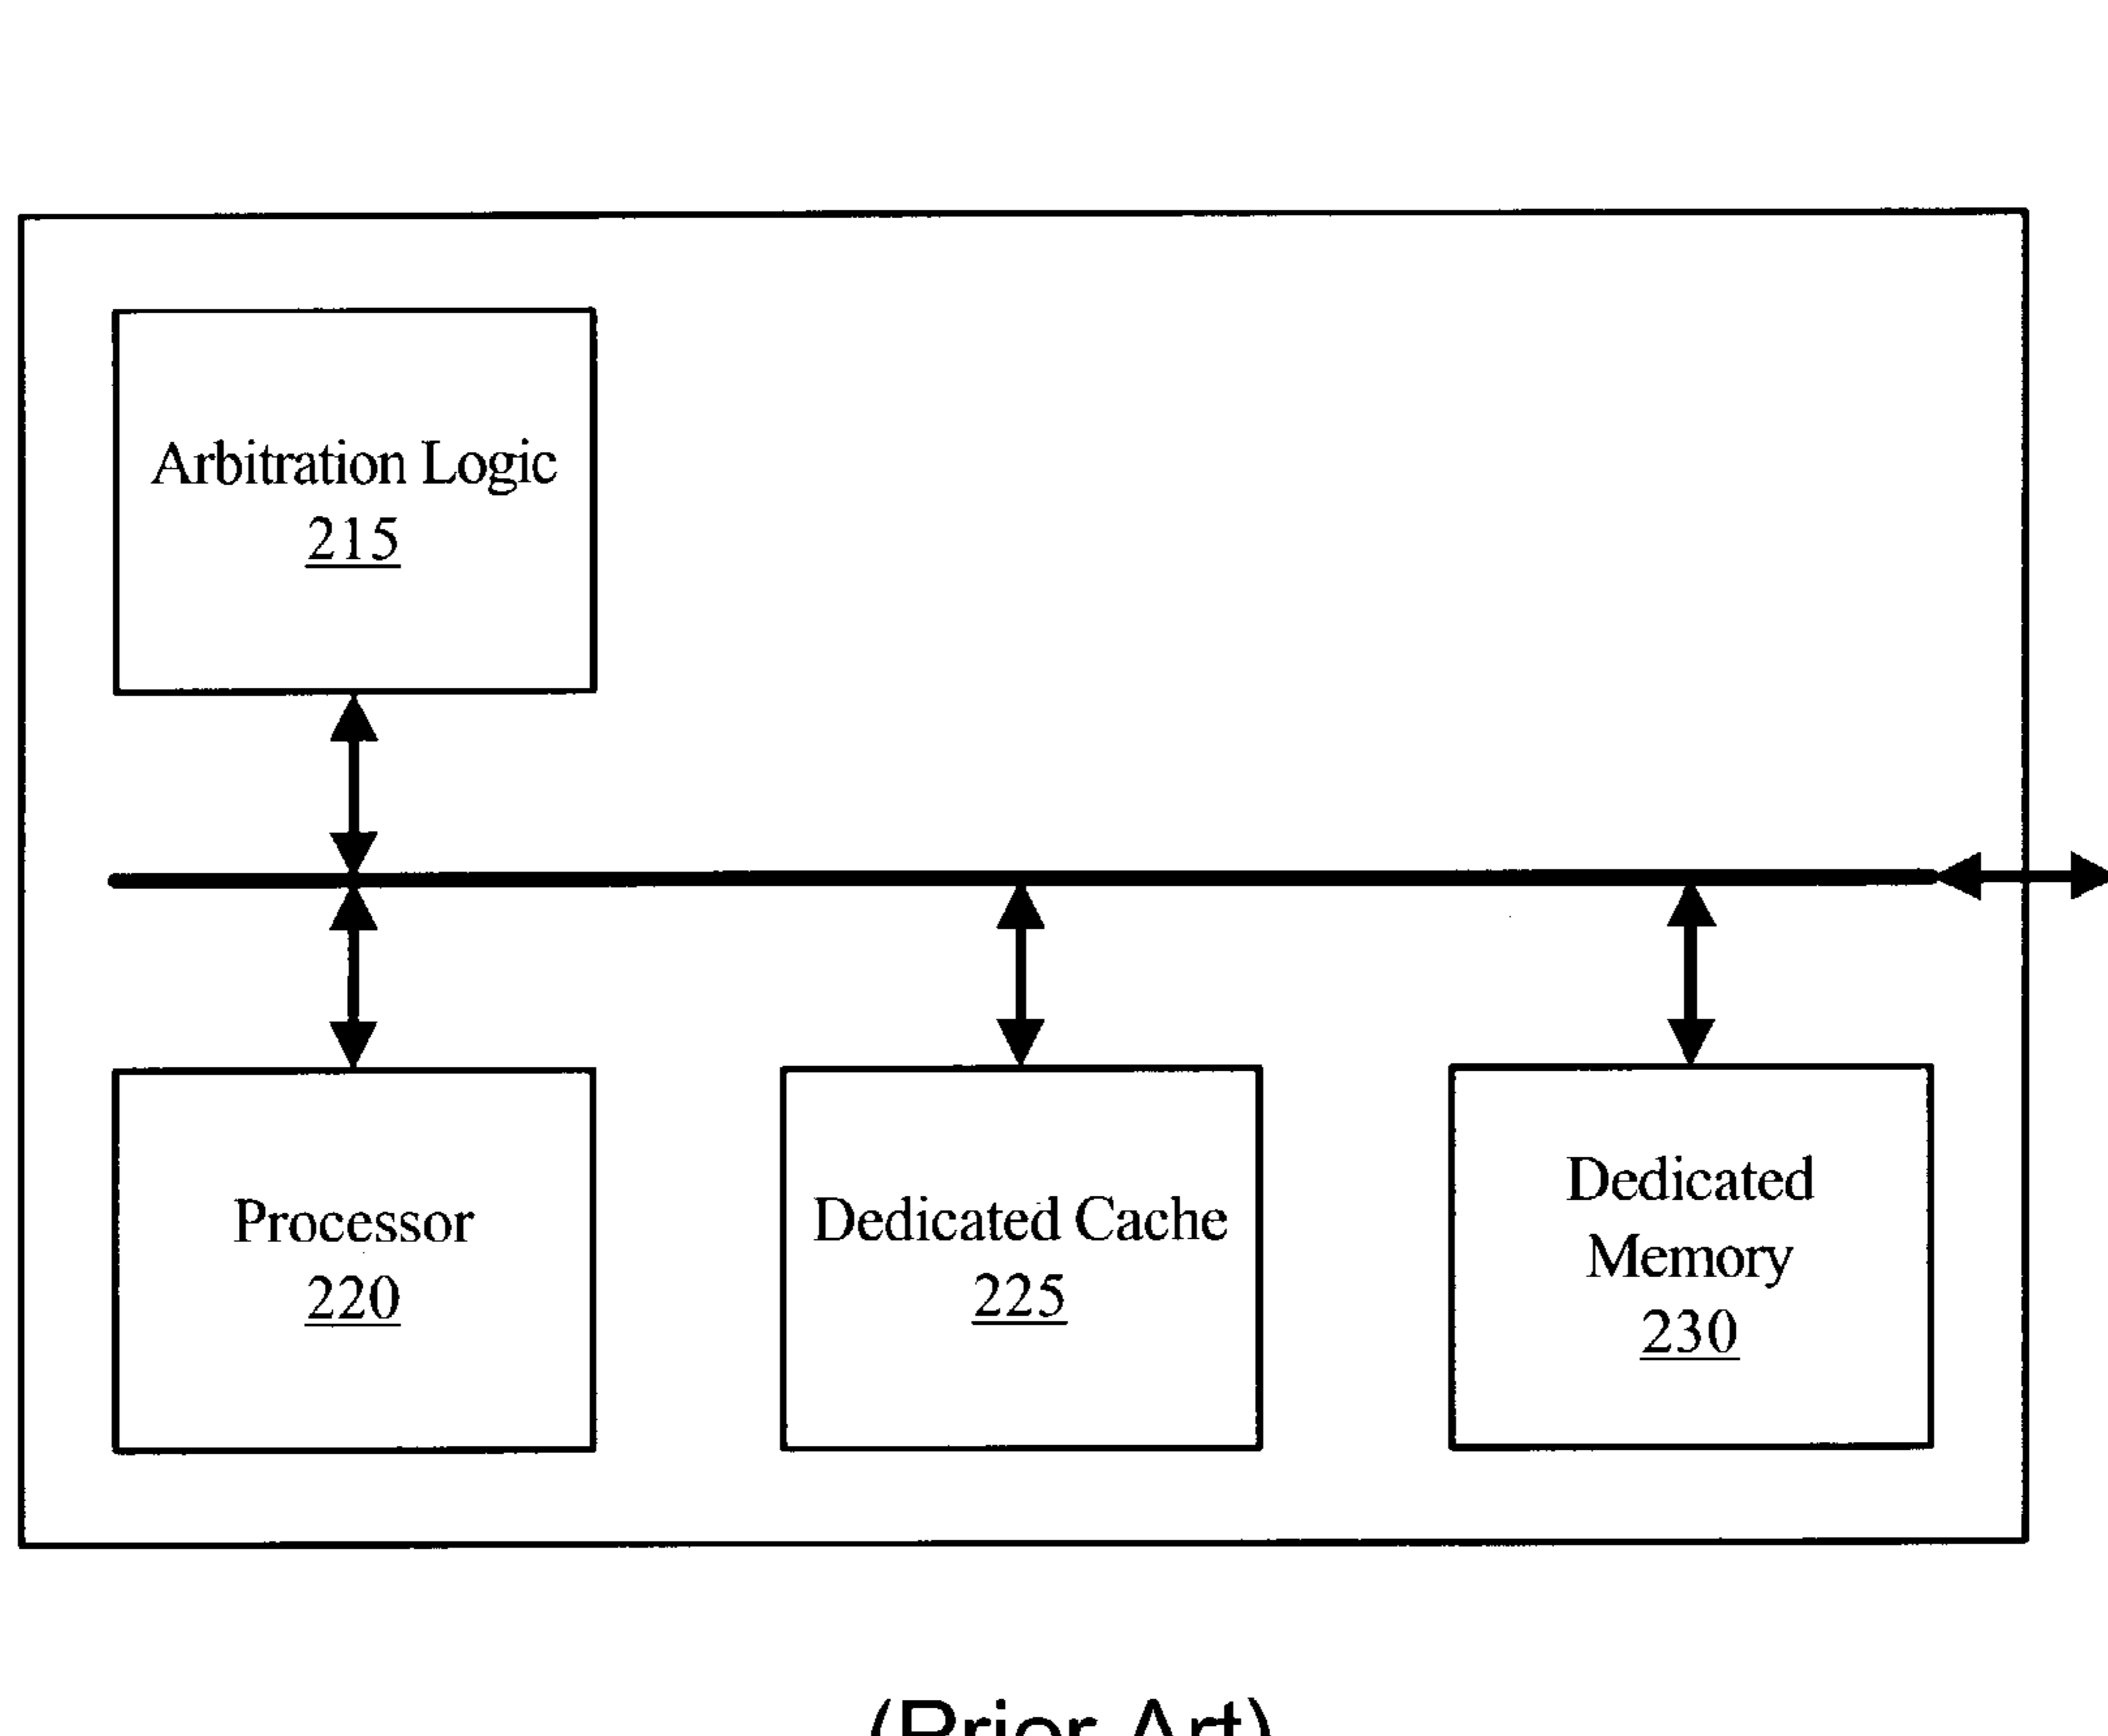 Arbitration Logic
215
Processor
220
Dedicated Cache
225
Dedicated
Memory
230
(Prior Art)